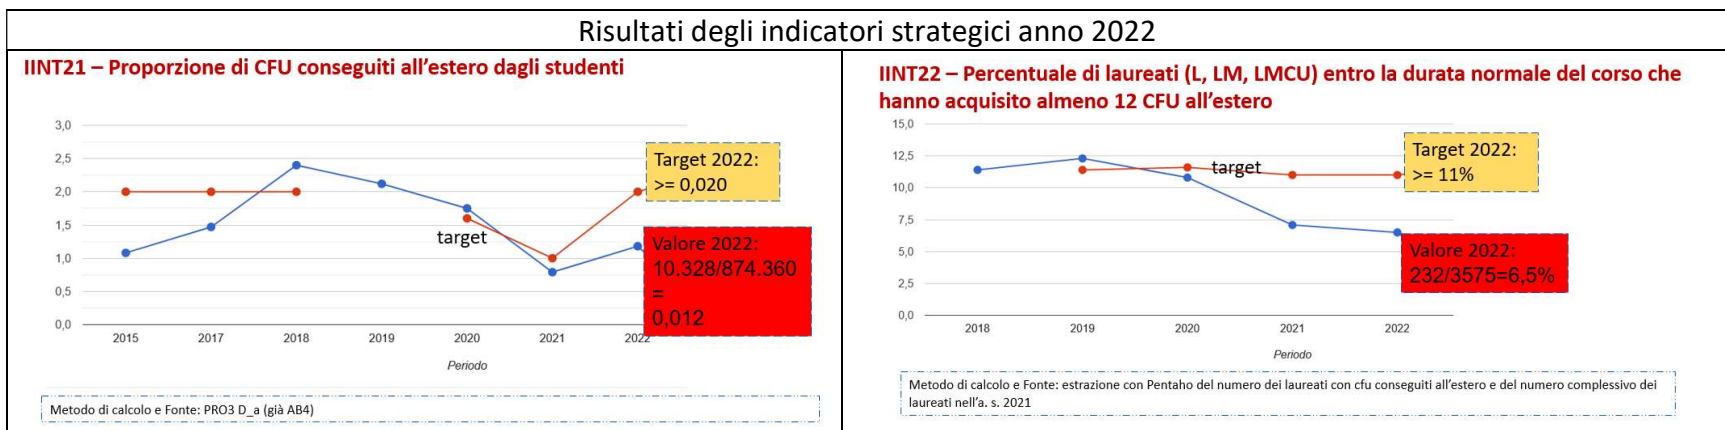 Risultati degli indicatori strategici anno 2022
IINT21 – Proporzione di CFU conseguiti all'estero dagli studenti
3,0
2,5
2,0
1,5
1,0
0,5
0,0
target
Target 2022:
>= 0,020
Valore 2022:
10.328/874.360
=
0,012
2015
2017
2018
2019
2020
2021
2022
Periodo
Metodo di calcolo e Fonte: PRO3 D_a (già AB4)
IINT22 – Percentuale di laureati (L, LM, LMCU) entro la durata normale del corso che
hanno acquisito almeno 12 CFU all'estero
15,0
12,5
10,0
7,5
5,0
2,5
0,0
target
Target 2022:
>= 11%
Valore 2022:
232/3575=6,5%
2018
2019
2020
2021
2022
Periodo
Metodo di calcolo e Fonte: estrazione con Pentaho del numero dei laureati con cfu conseguiti all'estero e del numero complessivo dei
laureati nell'a. s. 2021